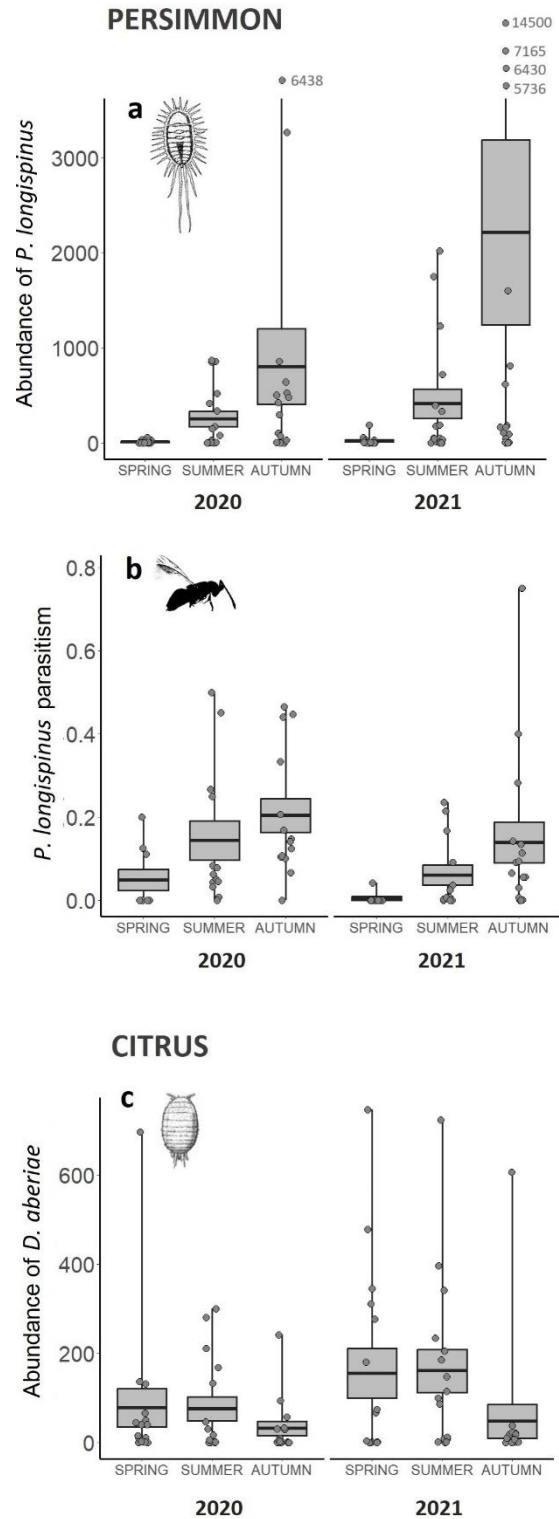 PERSIMMON
14500
7165
6438
6430
5736
a
Abundance of P. longispinus
3000
2000
1000
0
SPRING SUMMER AUTUMN SPRING SUMMER AUTUMN
2020 2021
b
P. longispinus parasitism
0.8
0.6
0.4
0.2
0.0
SPRING SUMMER AUTUMN SPRING SUMMER AUTUMN
2020 2021
CITRUS
c
Abundance of D. aberiae
600
400
200
0
SPRING SUMMER AUTUMN SPRING SUMMER AUTUMN
2020 2021